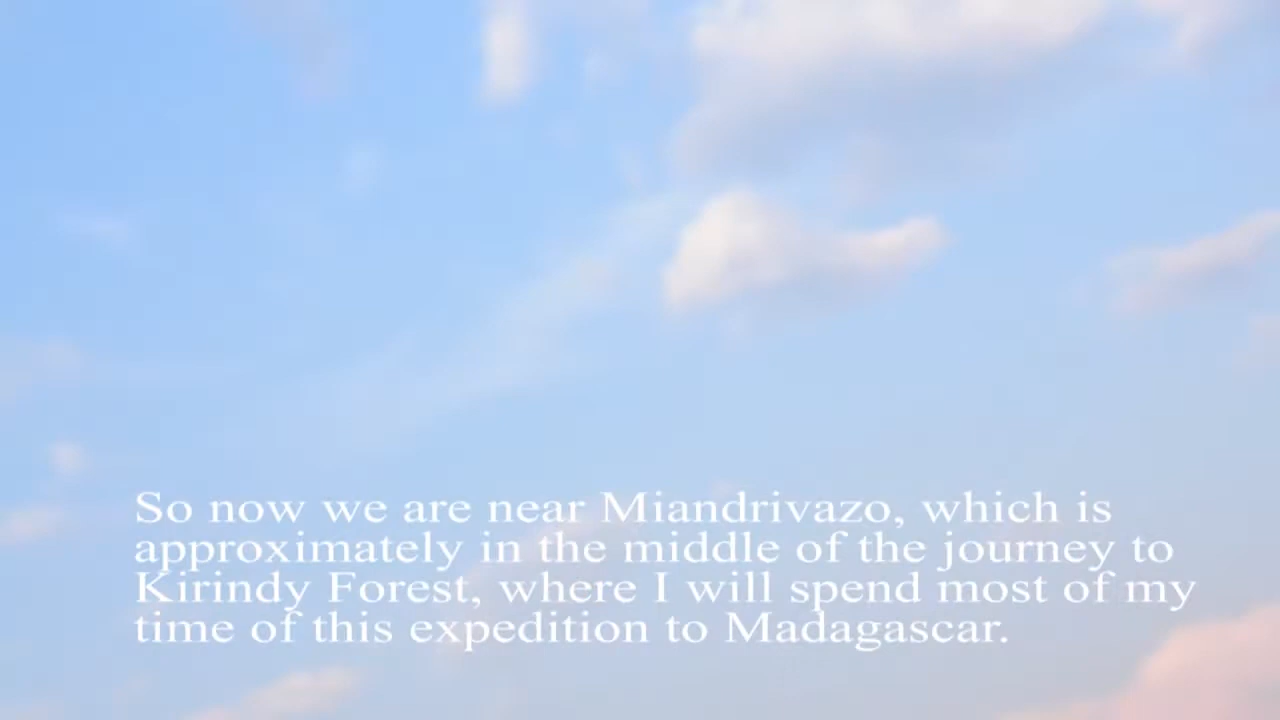 So now we are near Miandrivazo, which is
approximately in the middle of the journey to
Kirindy Forest, where I will spend most of my
time of this expedition to Madagascar.